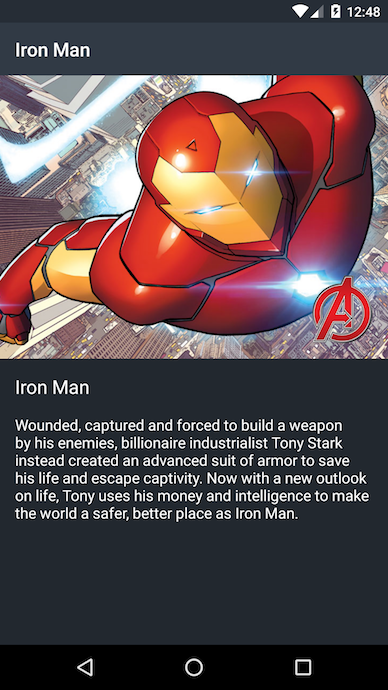 12:48
Iron Man
Iron Man
Wounded, captured and forced to build a weapon
by his enemies, billionaire industrialist Tony Stark
instead created an advanced suit of armor to save
his life and escape captivity. Now with a new outlook
on life, Tony uses his money and intelligence to make
the world a safer, better place as Iron Man.